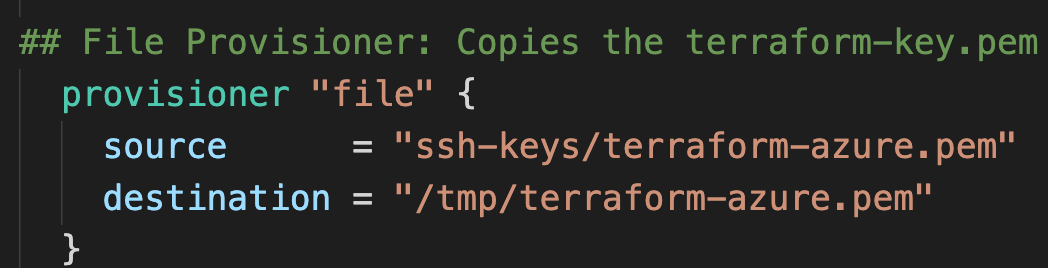 ## File Provisioner: Copies the terraform-key.pem
provisioner "file" {
source      = "ssh-keys/terraform-azure.pem"
destination = "/tmp/terraform-azure.pem"
}